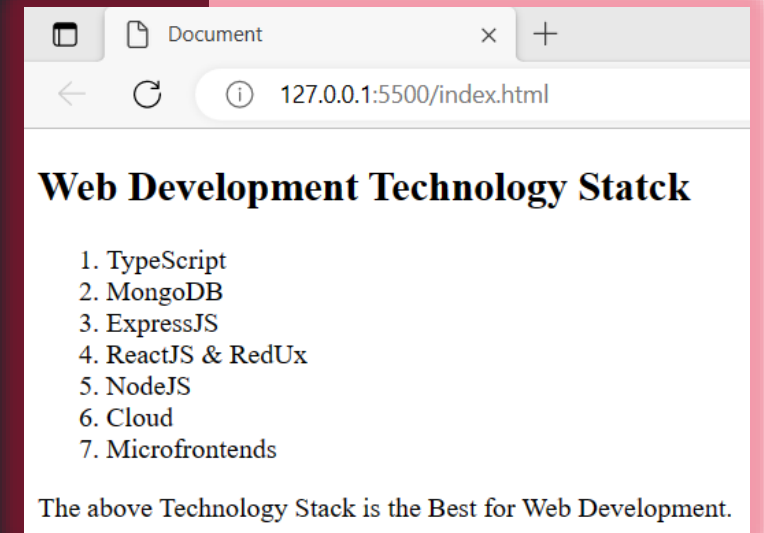 Document
127.0.0.1:5500/index.html
Web Development Technology Statck
1. TypeScript
2. MongoDB
3. ExpressJS
4. ReactJS & RedUx
5. NodeJS
6. Cloud
7. Microfrontends
The above Technology Stack is the Best for Web Development.